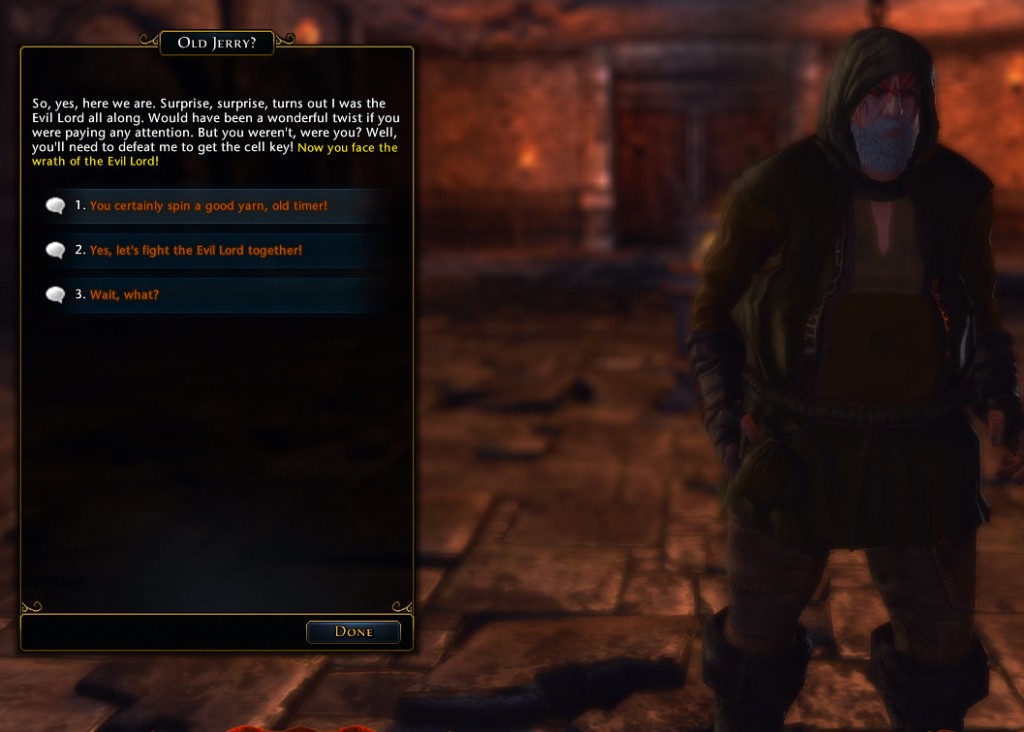 OLD JERRY?
So, yes, here we are. Surprise, surprise, turns out I was the
Evil Lord all along. Would have been a wonderful twist if you
were paying any attention. But you weren't, were you? Well,
you'll need to defeat me to get the cell key! Now you face the
wrath of the Evil Lord!
1. You certainly spin a good yarn, old timer!
2. Yes, let's fight the Evil Lord together!
3. Wait, what?
DONE